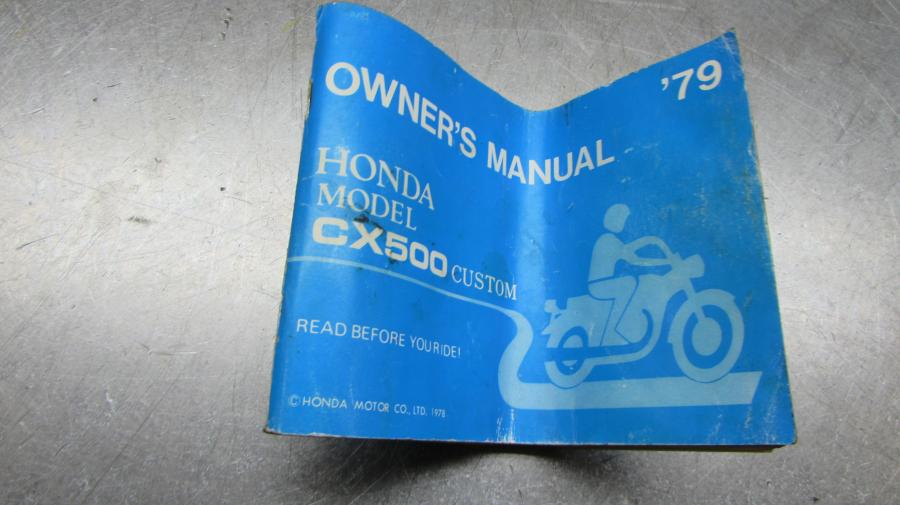 OWNER'S MANUAL
'79
HONDA
MODEL
CX500 CUSTOM
READ BEFORE YOU RIDE!
© HONDA MOTOR CO., LTD. 1978